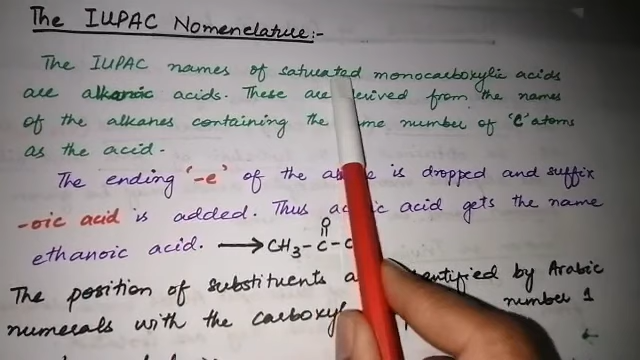 The IUPAC Nomenclature:-
The IUPAC names of saturated monocarboxylic acids
are alkanoic acids. These are derived from the names
of the alkanes containing the same number of 'C' atoms
as the acid.
The ending '-e' of the is dropped and suffix
-oic acid is added. Thus acid gets the name
ethanoic acid. → CH3-C-
O
The position of substituents by Arabic
numerals with the number 1